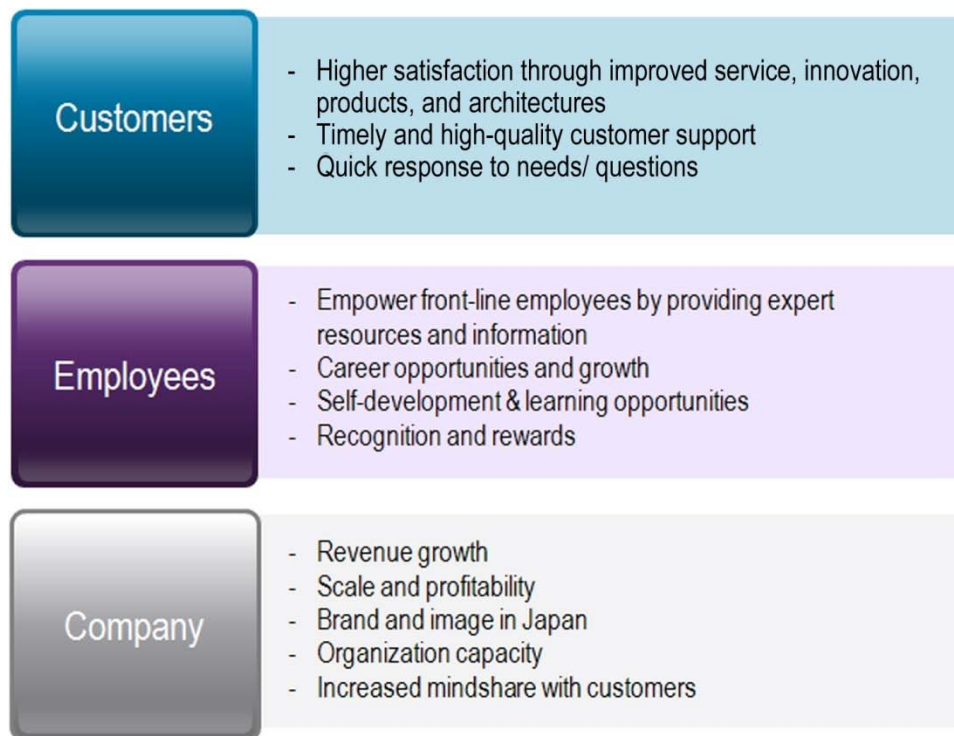 Customers
- Higher satisfaction through improved service, innovation,
products, and architectures
- Timely and high-quality customer support
- Quick response to needs/ questions
Employees
- Empower front-line employees by providing expert
resources and information
- Career opportunities and growth
- Self-development & learning opportunities
- Recognition and rewards
Company
- Revenue growth
- Scale and profitability
- Brand and image in Japan
- Organization capacity
- Increased mindshare with customers